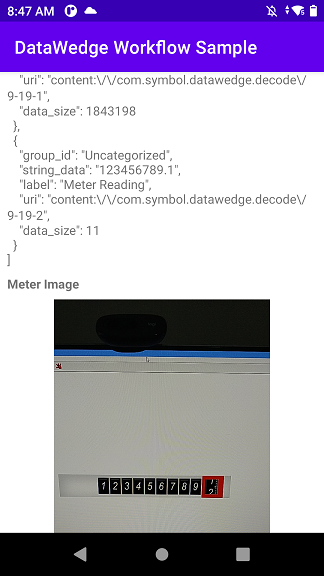 8:47 AM
DataWedge Workflow Sample
"uri": "content:\/\/com.symbol.datawedge.decode\/
9-19-1",
"data_size": 1843198
},
{
"group_id": "Uncategorized",
"string_data": "123456789.1",
"label": "Meter Reading",
"uri": "content:\/\/com.symbol.datawedge.decode\/
9-19-2",
"data_size": 11
}
]
Meter Image
1 2 3 4 5 6 7 8 9